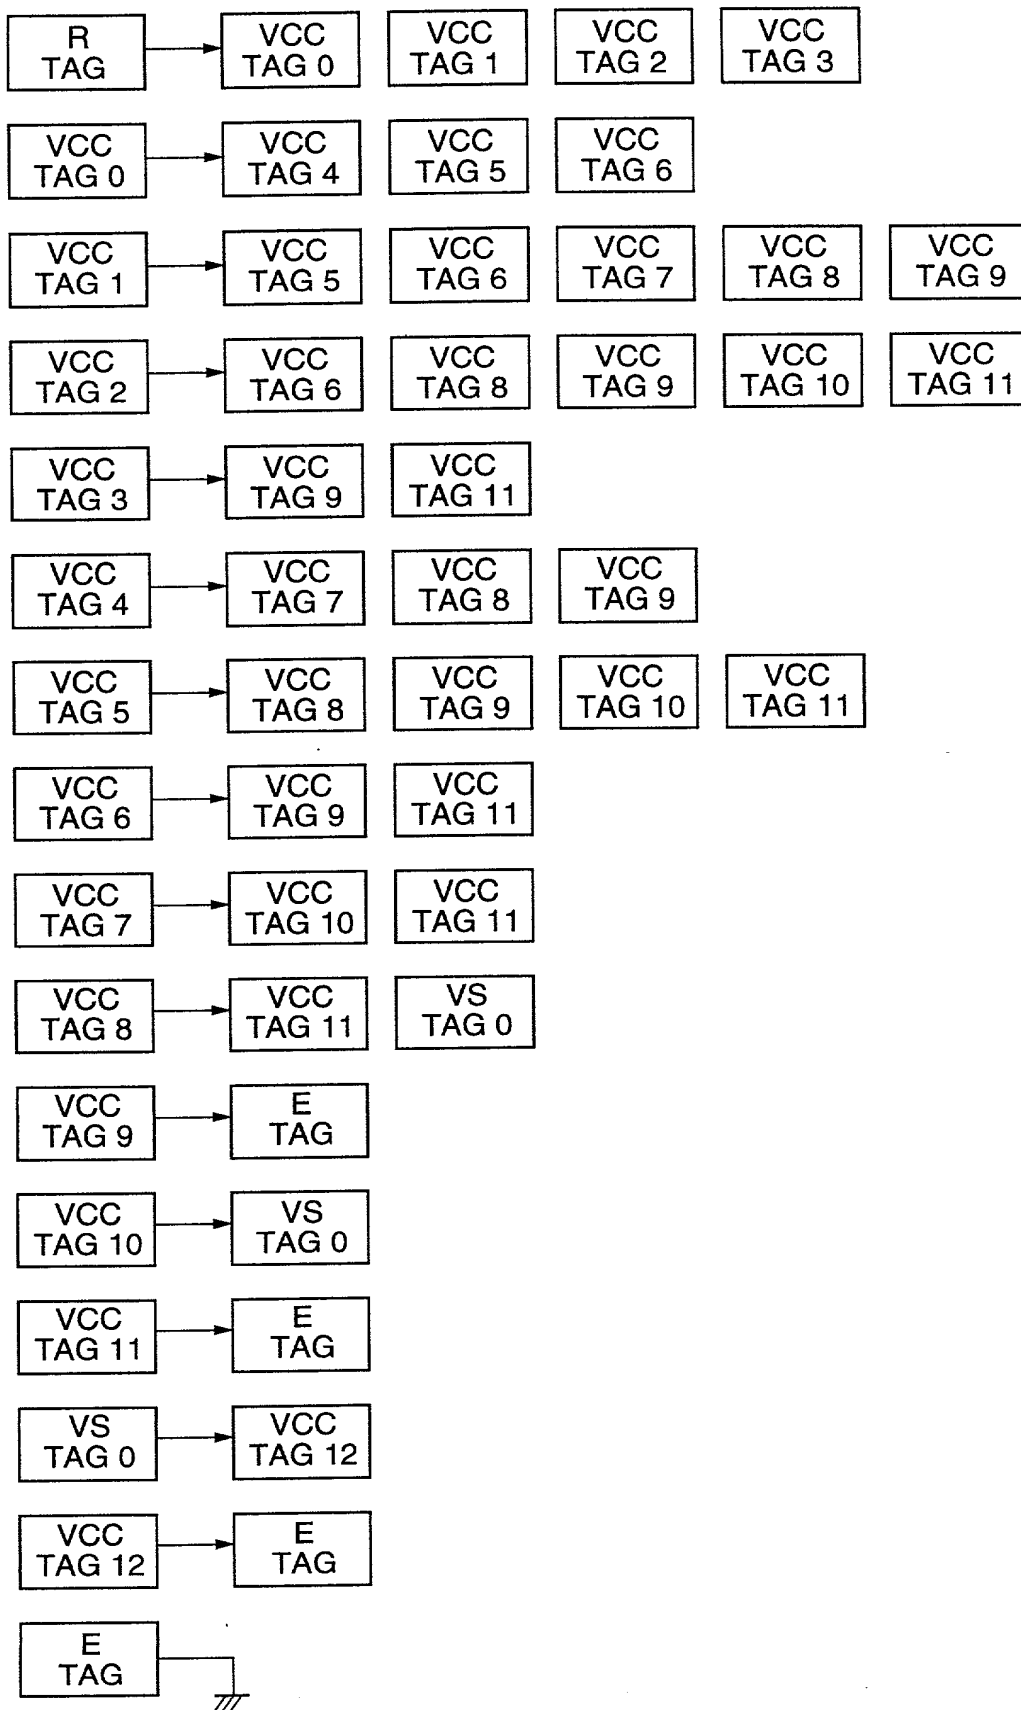 R
TAG
VCC
TAG 0
VCC
TAG 1
VCC
TAG 2
VCC
TAG 3
VCC
TAG 0
VCC
TAG 4
VCC
TAG 5
VCC
TAG 6
VCC
TAG 1
VCC
TAG 5
VCC
TAG 6
VCC
TAG 7
VCC
TAG 8
VCC
TAG 9
VCC
TAG 2
VCC
TAG 6
VCC
TAG 8
VCC
TAG 9
VCC
TAG 10
VCC
TAG 11
VCC
TAG 3
VCC
TAG 9
VCC
TAG 11
VCC
TAG 4
VCC
TAG 7
VCC
TAG 8
VCC
TAG 9
VCC
TAG 5
VCC
TAG 8
VCC
TAG 9
VCC
TAG 10
VCC
TAG 11
VCC
TAG 6
VCC
TAG 9
VCC
TAG 11
VCC
TAG 7
VCC
TAG 10
VCC
TAG 11
VCC
TAG 8
VCC
TAG 11
VS
TAG 0
VCC
TAG 9
E
TAG
VCC
TAG 10
VS
TAG 0
VCC
TAG 11
E
TAG
VS
TAG 0
VCC
TAG 12
VCC
TAG 12
E
TAG
E
TAG